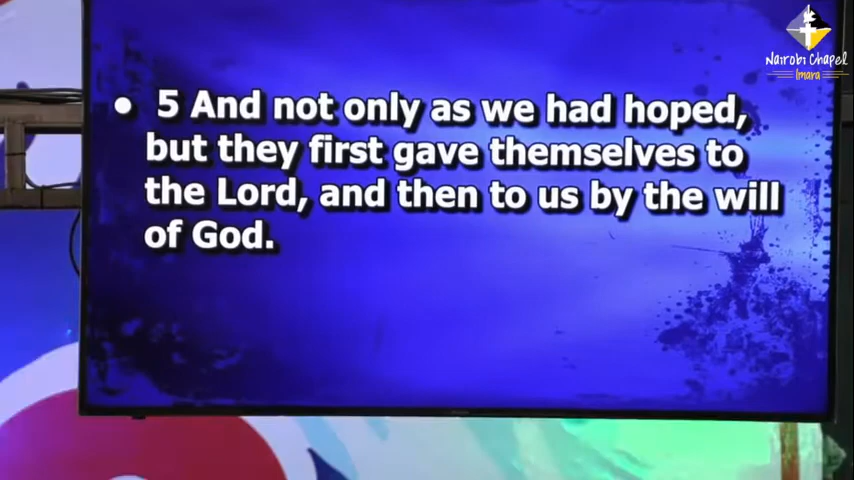 Nairobi Chapel
Imara
• 5 And not only as we had hoped,
but they first gave themselves to
the Lord, and then to us by the will
of God.